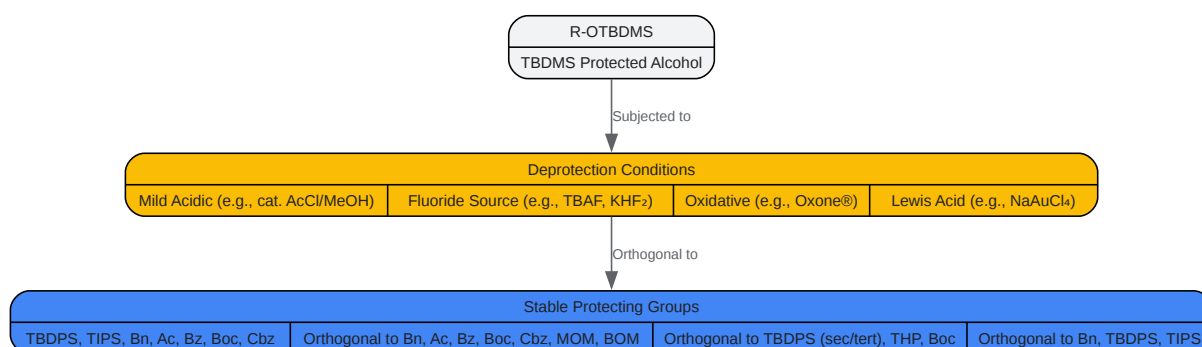 R-OTBDMS
TBDMS Protected Alcohol
Subjected to
Deprotection Conditions
Mild Acidic (e.g., cat. AcCl/MeOH)
Fluoride Source (e.g., TBAF, KHF₂)
Oxidative (e.g., Oxone®)
Lewis Acid (e.g., NaAuCl₄)
Orthogonal to
Stable Protecting Groups
TBDPS, TIPS, Bn, Ac, Bz, Boc, Cbz
Orthogonal to Bn, Ac, Bz, Boc, Cbz, MOM, BOM
Orthogonal to TBDPS (sec/tert), THP, Boc
Orthogonal to Bn, TBDPS, TIPS